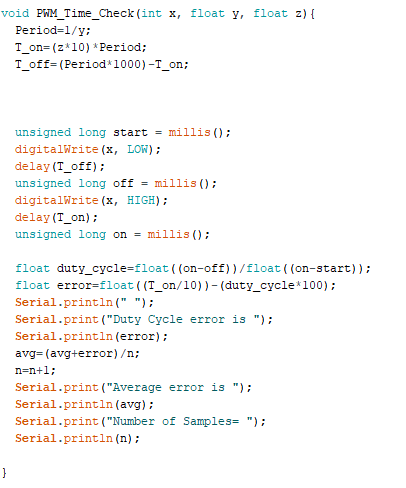 void PWM_Time_Check(int x, float y, float z){
Period=1/y;
T_on=(z*10)*Period;
T_off=(Period*1000)-T_on;
unsigned long start = millis();
digitalWrite(x, LOW);
delay(T_off);
unsigned long off = millis();
digitalWrite(x, HIGH);
delay(T_on);
unsigned long on = millis();
float duty_cycle=float((on-off))/float((on-start));
float error=float((T_on/10))-(duty_cycle*100);
Serial.println(" ");
Serial.print("Duty Cycle error is ");
Serial.println(error);
avg=(avg+error)/n;
n=n+1;
Serial.print("Average error is ");
Serial.println(avg);
Serial.print("Number of Samples= ");
Serial.println(n);
}